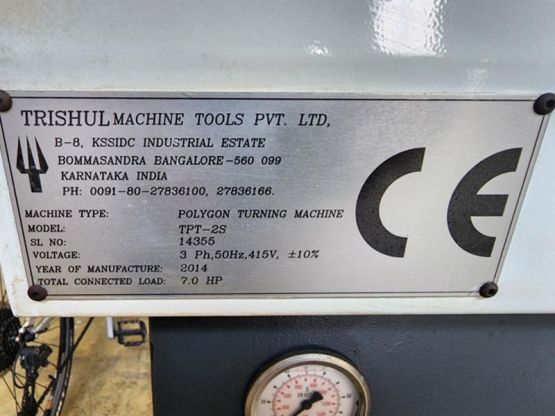 TRISHUL MACHINE TOOLS PVT. LTD,
B-8, KSSIDC INDUSTRIAL ESTATE
BOMMASANDRA BANGALORE-560 099
KARNATAKA INDIA
PH: 0091-80-27836100, 27836166.
CE
MACHINE TYPE: POLYGON TURNING MACHINE
MODEL: TPT-2S
SL NO: 14355
VOLTAGE: 3 Ph,50Hz,415V, ±10%
YEAR OF MANUFACTURE: 2014
TOTAL CONNECTED LOAD: 7.0 HP